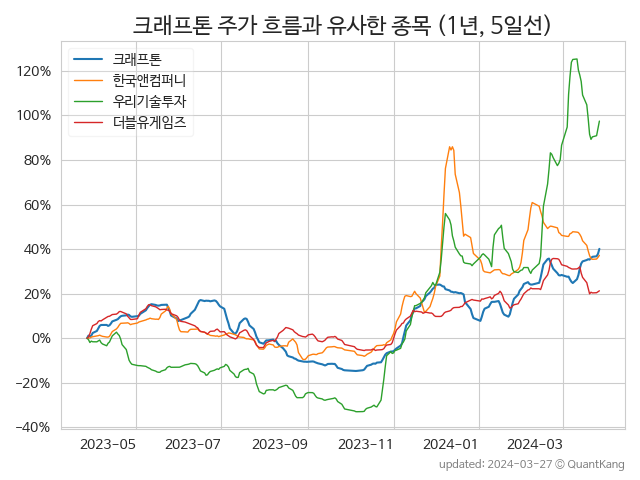 크래프톤 주가 흐름과 유사한 종목 (1년, 5일선)
크래프톤
한국앤컴퍼니
우리기술투자
더블유게임즈
120%
100%
80%
60%
40%
20%
0%
−20%
−40%
2023-05 2023-07 2023-09 2023-11 2024-01 2024-03
updated: 2024-03-27 © QuantKang